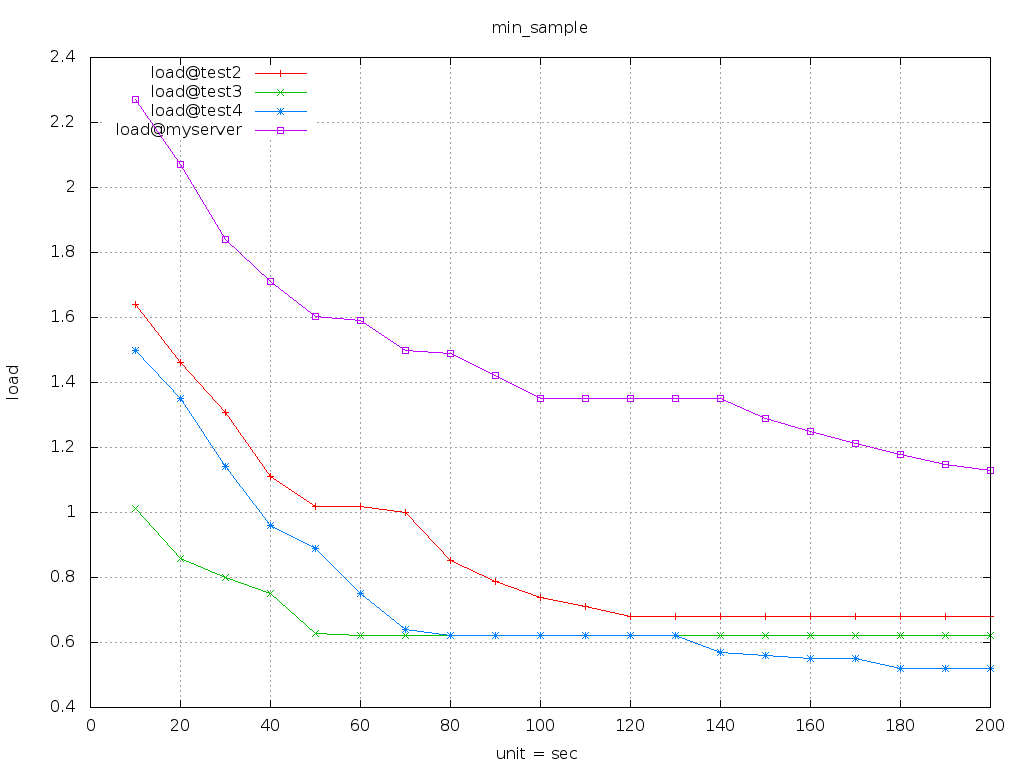 min_sample
load@test2
load@test3
load@test4
load@myserver
2.4
2.2
2
1.8
1.6
1.4
1.2
1
0.8
0.6
0.4
load
0 20 40 60 80 100 120 140 160 180 200
unit = sec